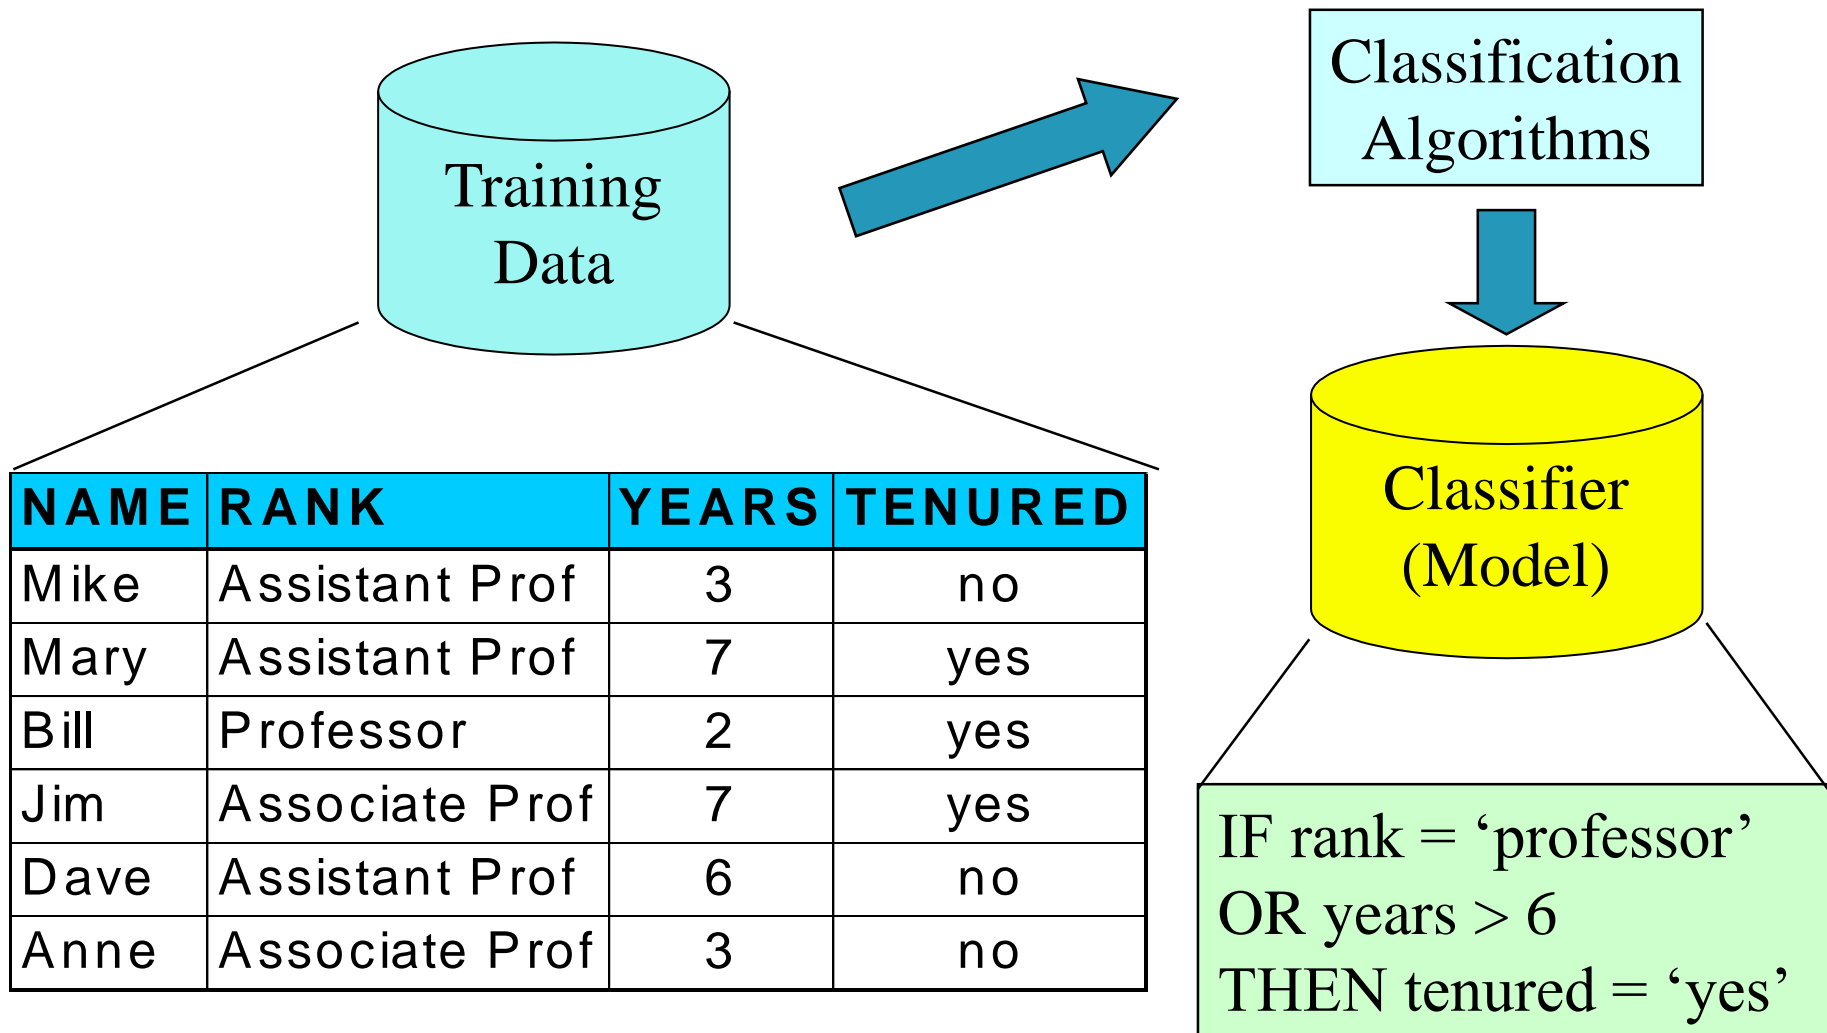 Training
Data
Classification
Algorithms
NAME RANK YEARS TENURED
Mike Assistant Prof 3 no
Mary Assistant Prof 7 yes
Bill Professor 2 yes
Jim Associate Prof 7 yes
Dave Assistant Prof 6 no
Anne Associate Prof 3 no
Classifier
(Model)
IF rank = ‘professor’
OR years > 6
THEN tenured = ‘yes’